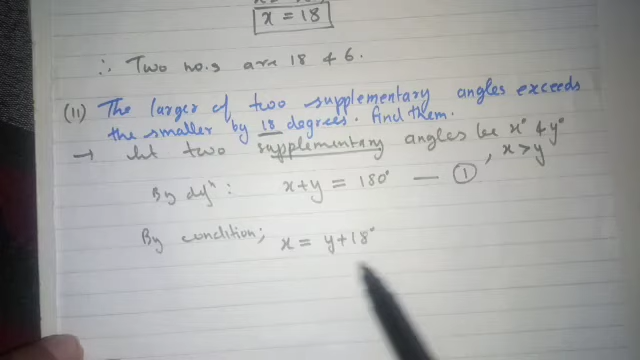 x = 18
∴ Two no.s are 18 & 6.
(11) The larger of two supplementary angles exceeds
the smaller by 18 degrees. find them.
→ let two supplementary angles be x° & y°
, x > y
By defⁿ: x+y = 180° — ①
By condition; x = y+18°